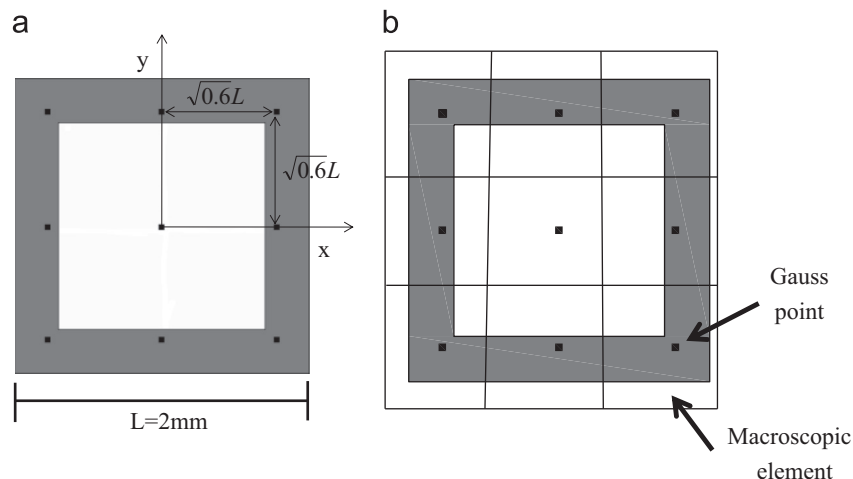 a
b
y
√0.6L
√0.6L
x
L=2mm
Gauss
point
Macroscopic
element